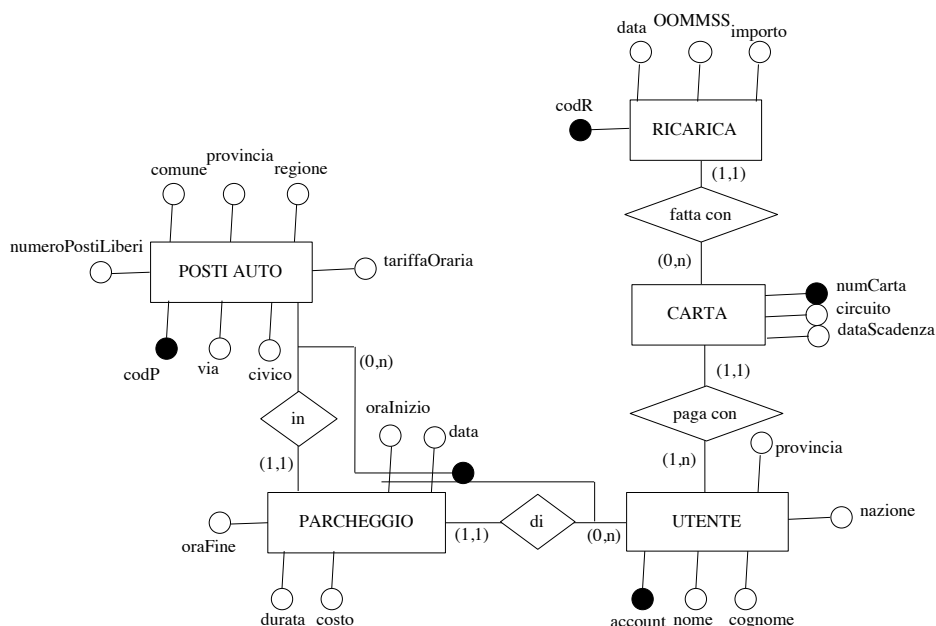 OOMMSS
data
importo
codR
RICARICA
(1,1)
provincia
comune
regione
fatta con
numeroPostiLiberi
POSTI AUTO
tariffaOraria
(0,n)
numCarta
CARTA
circuito
dataScadenza
(0,n)
codP
via
civico
(1,1)
in
oraInizio
paga con
data
provincia
(1,1)
(1,n)
PARCHEGGIO
di
UTENTE
nazione
oraFine
(1,1)
(0,n)
durata
costo
account
nome
cognome